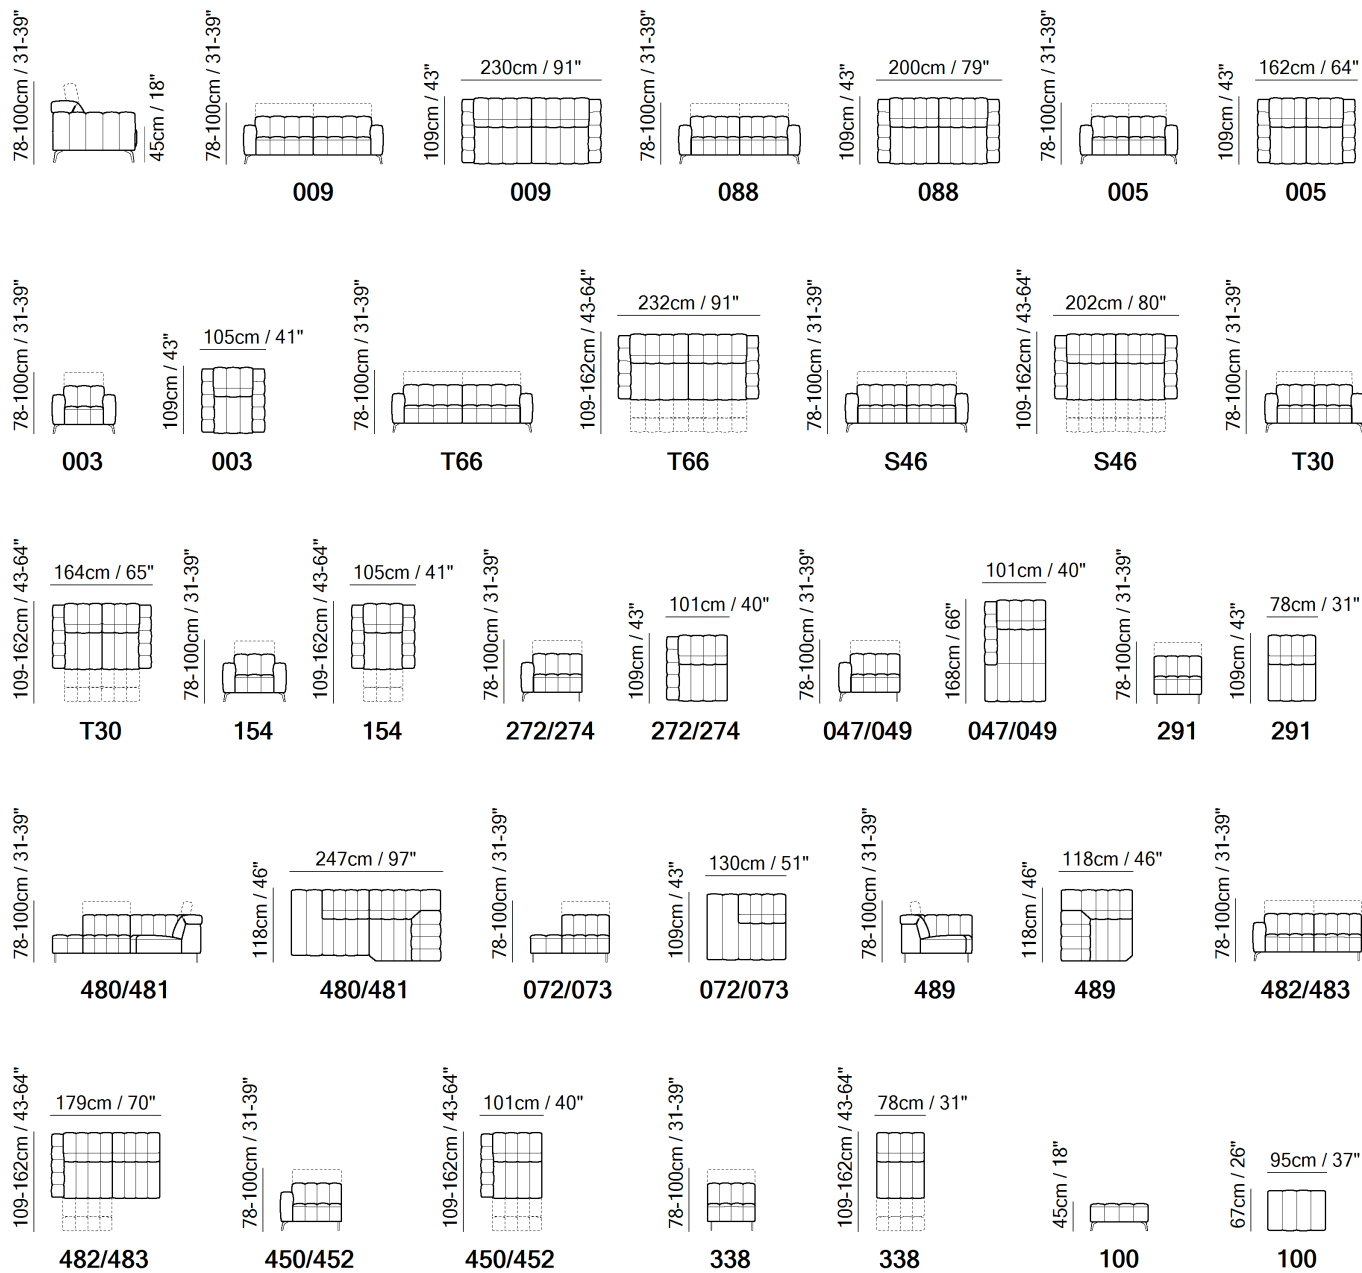 78-100cm / 31-39"
45cm / 18"
78-100cm / 31-39"
009
109cm / 43"
230cm / 91"
009
78-100cm / 31-39"
088
109cm / 43"
200cm / 79"
088
78-100cm / 31-39"
005
109cm / 43"
162cm / 64"
005
78-100cm / 31-39"
003
109cm / 43"
105cm / 41"
003
78-100cm / 31-39"
T66
109-162cm / 43-64"
232cm / 91"
T66
78-100cm / 31-39"
S46
109-162cm / 43-64"
202cm / 80"
S46
78-100cm / 31-39"
T30
109-162cm / 43-64"
164cm / 65"
T30
78-100cm / 31-39"
154
109-162cm / 43-64"
105cm / 41"
154
78-100cm / 31-39"
272/274
109cm / 43"
101cm / 40"
272/274
78-100cm / 31-39"
047/049
168cm / 66"
101cm / 40"
047/049
78-100cm / 31-39"
291
109cm / 43"
78cm / 31"
291
78-100cm / 31-39"
480/481
118cm / 46"
247cm / 97"
480/481
78-100cm / 31-39"
072/073
109cm / 43"
130cm / 51"
072/073
78-100cm / 31-39"
489
118cm / 46"
118cm / 46"
489
78-100cm / 31-39"
482/483
109-162cm / 43-64"
179cm / 70"
482/483
78-100cm / 31-39"
450/452
109-162cm / 43-64"
101cm / 40"
450/452
78-100cm / 31-39"
338
109-162cm / 43-64"
78cm / 31"
338
45cm / 18"
100
67cm / 26"
95cm / 37"
100